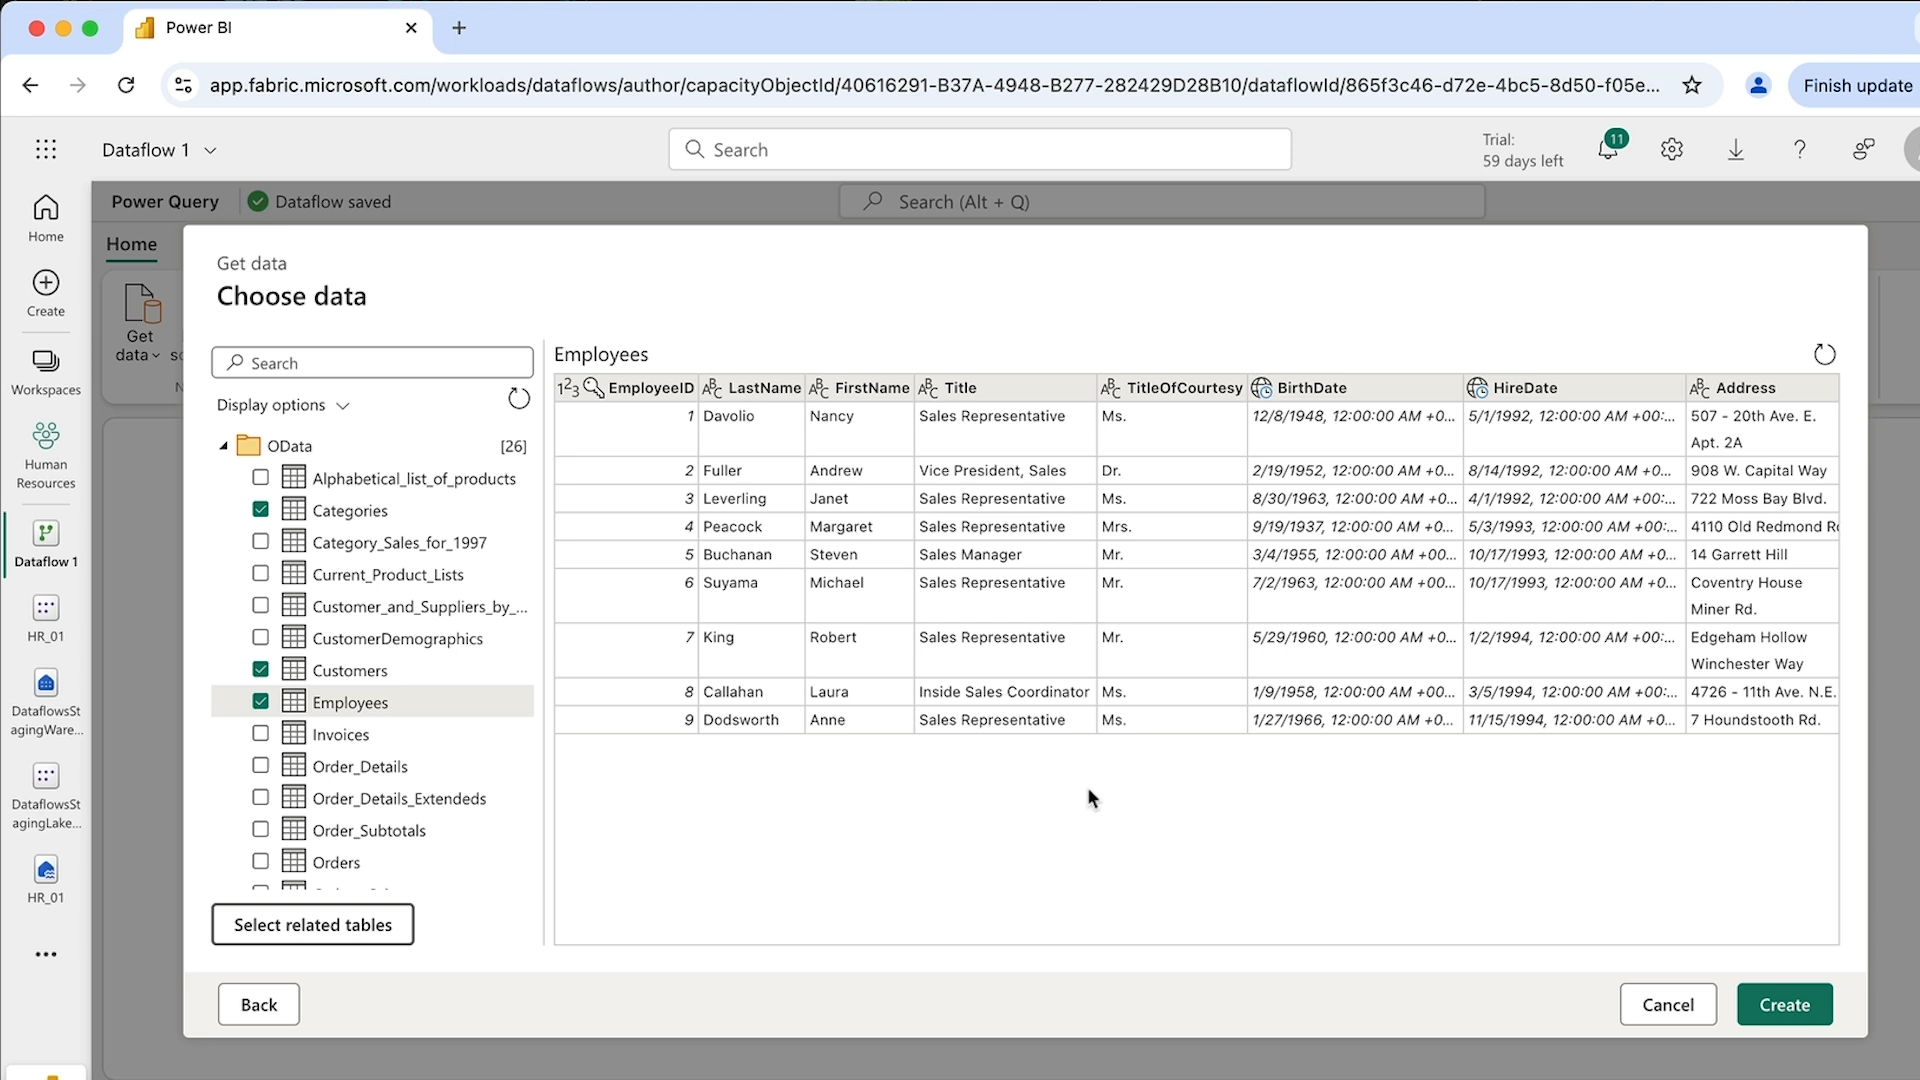 Power BI
app.fabric.microsoft.com/workloads/dataflows/author/capacityObjectId/40616291-B37A-4948-B277-282429D28B10/dataflowId/865f3c46-d72e-4bc5-8d50-f05e...
Finish update
Dataflow 1
Search
Trial:
59 days left
11
Power Query
Dataflow saved
Search (Alt + Q)
Home
Create
Workspaces
Human
Resources
Dataflow 1
HR_01
DataflowsSt
agingWare...
DataflowsSt
agingLake...
HR_01
Home
Get
data
Get data
Choose data
Search
Display options
OData [26]
Alphabetical_list_of_products
Categories
Category_Sales_for_1997
Current_Product_Lists
Customer_and_Suppliers_by_...
CustomerDemographics
Customers
Employees
Invoices
Order_Details
Order_Details_Extendeds
Order_Subtotals
Orders
Select related tables
Employees
123 EmployeeID ABC LastName ABC FirstName ABC Title ABC TitleOfCourtesy BirthDate HireDate ABC Address
1 Davolio Nancy Sales Representative Ms. 12/8/1948, 12:00:00 AM +0... 5/1/1992, 12:00:00 AM +00:... 507 - 20th Ave. E.
Apt. 2A
2 Fuller Andrew Vice President, Sales Dr. 2/19/1952, 12:00:00 AM +0... 8/14/1992, 12:00:00 AM +0... 908 W. Capital Way
3 Leverling Janet Sales Representative Ms. 8/30/1963, 12:00:00 AM +0... 4/1/1992, 12:00:00 AM +00:... 722 Moss Bay Blvd.
4 Peacock Margaret Sales Representative Mrs. 9/19/1937, 12:00:00 AM +0... 5/3/1993, 12:00:00 AM +00:... 4110 Old Redmond
5 Buchanan Steven Sales Manager Mr. 3/4/1955, 12:00:00 AM +00... 10/17/1993, 12:00:00 AM +0... 14 Garrett Hill
6 Suyama Michael Sales Representative Mr. 7/2/1963, 12:00:00 AM +00... 10/17/1993, 12:00:00 AM +0... Coventry House
Miner Rd.
7 King Robert Sales Representative Mr. 5/29/1960, 12:00:00 AM +0... 1/2/1994, 12:00:00 AM +00:... Edgeham Hollow
Winchester Way
8 Callahan Laura Inside Sales Coordinator Ms. 1/9/1958, 12:00:00 AM +00... 3/5/1994, 12:00:00 AM +00:... 4726 - 11th Ave. N.E.
9 Dodsworth Anne Sales Representative Ms. 1/27/1966, 12:00:00 AM +0... 11/15/1994, 12:00:00 AM +0... 7 Houndstooth Rd.
Back
Cancel
Create